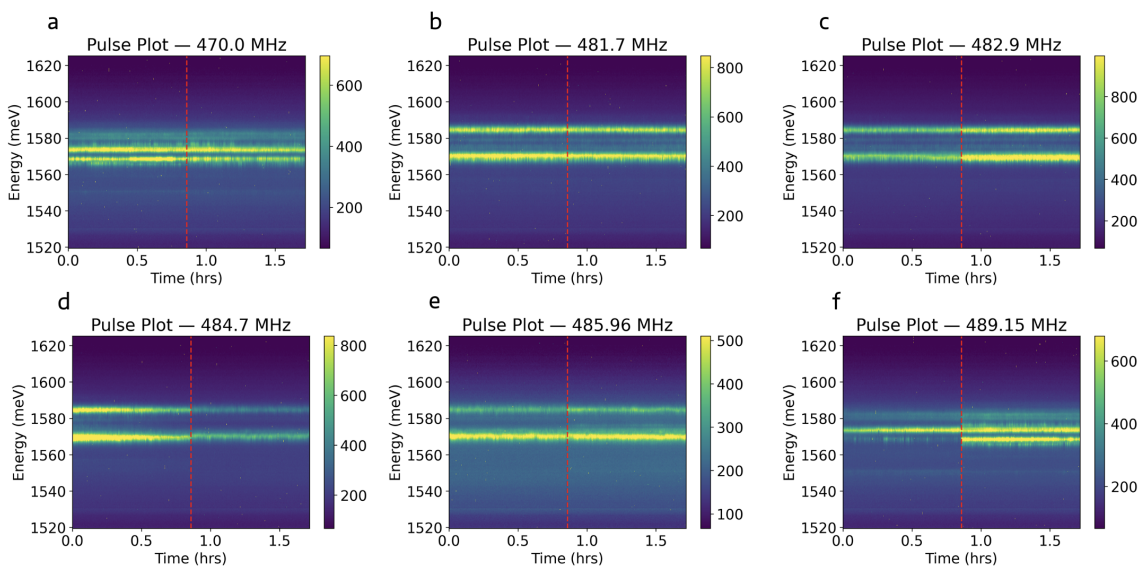 a
Pulse Plot — 470.0 MHz
1620
1600
1580
1560
1540
1520
Energy (meV)
0.0 0.5 1.0 1.5
Time (hrs)
600
400
200
b
Pulse Plot — 481.7 MHz
1620
1600
1580
1560
1540
1520
Energy (meV)
0.0 0.5 1.0 1.5
Time (hrs)
800
600
400
200
c
Pulse Plot — 482.9 MHz
1620
1600
1580
1560
1540
1520
Energy (meV)
0.0 0.5 1.0 1.5
Time (hrs)
800
600
400
200
d
Pulse Plot — 484.7 MHz
1620
1600
1580
1560
1540
1520
Energy (meV)
0.0 0.5 1.0 1.5
Time (hrs)
800
600
400
200
e
Pulse Plot — 485.96 MHz
1620
1600
1580
1560
1540
1520
Energy (meV)
0.0 0.5 1.0 1.5
Time (hrs)
500
400
300
200
100
f
Pulse Plot — 489.15 MHz
1620
1600
1580
1560
1540
1520
Energy (meV)
0.0 0.5 1.0 1.5
Time (hrs)
600
400
200